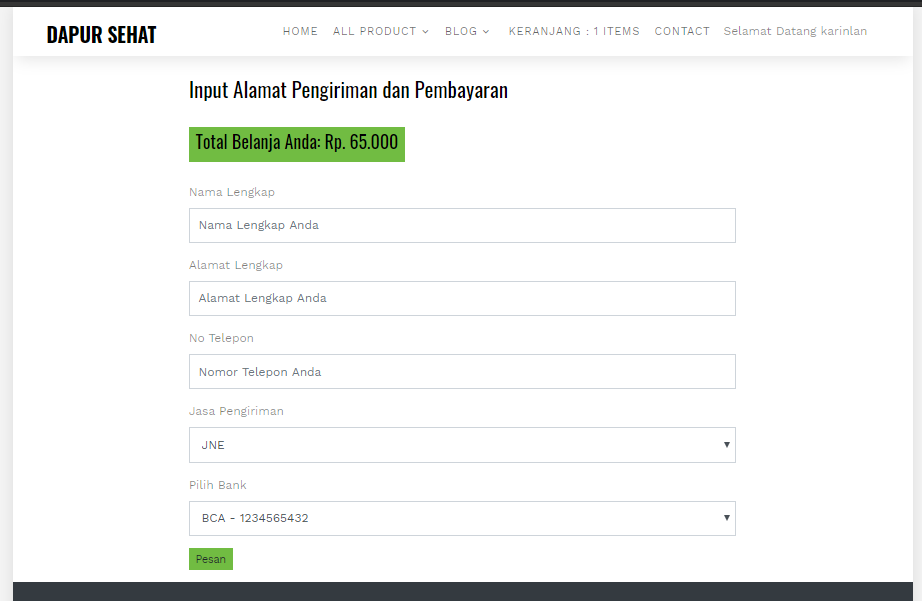 DAPUR SEHAT HOME ALL PRODUCT BLOG KERANJANG : 1 ITEMS CONTACT Selamat Datang karinlan
Input Alamat Pengiriman dan Pembayaran
Total Belanja Anda: Rp. 65.000
Nama Lengkap
Nama Lengkap Anda
Alamat Lengkap
Alamat Lengkap Anda
No Telepon
Nomor Telepon Anda
Jasa Pengiriman
JNE
Pilih Bank
BCA - 1234565432
Pesan